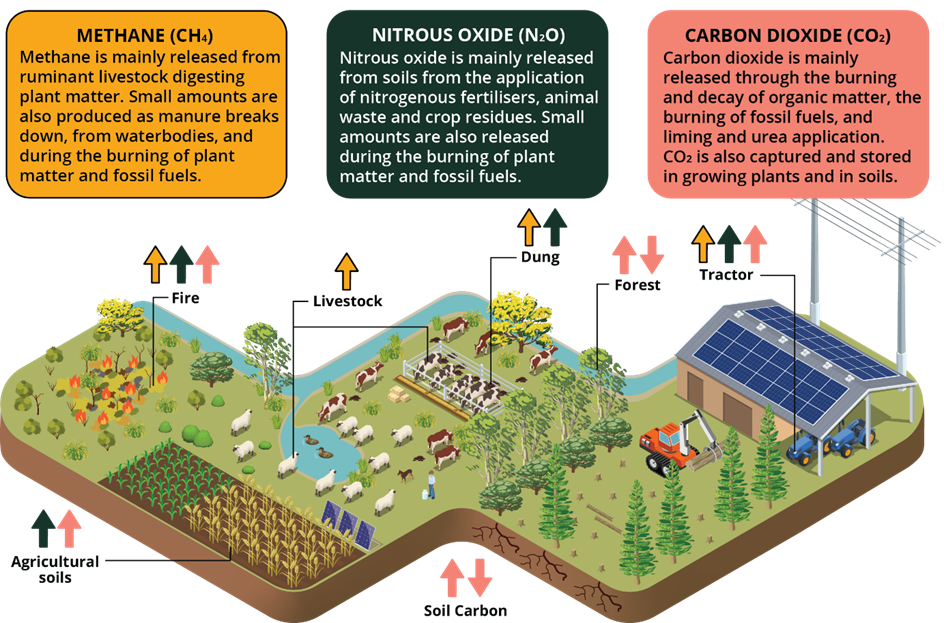 METHANE (CH₄)
Methane is mainly released from
ruminant livestock digesting
plant matter. Small amounts are
also produced as manure breaks
down, from waterbodies, and
during the burning of plant
matter and fossil fuels.
NITROUS OXIDE (N₂O)
Nitrous oxide is mainly released
from soils from the application
of nitrogenous fertilisers, animal
waste and crop residues. Small
amounts are also released
during the burning of plant
matter and fossil fuels.
CARBON DIOXIDE (CO₂)
Carbon dioxide is mainly
released through the burning
and decay of organic matter, the
burning of fossil fuels, and
liming and urea application.
CO₂ is also captured and stored
in growing plants and in soils.
Fire
Livestock
Dung
Forest
Tractor
Agricultural
soils
Soil Carbon